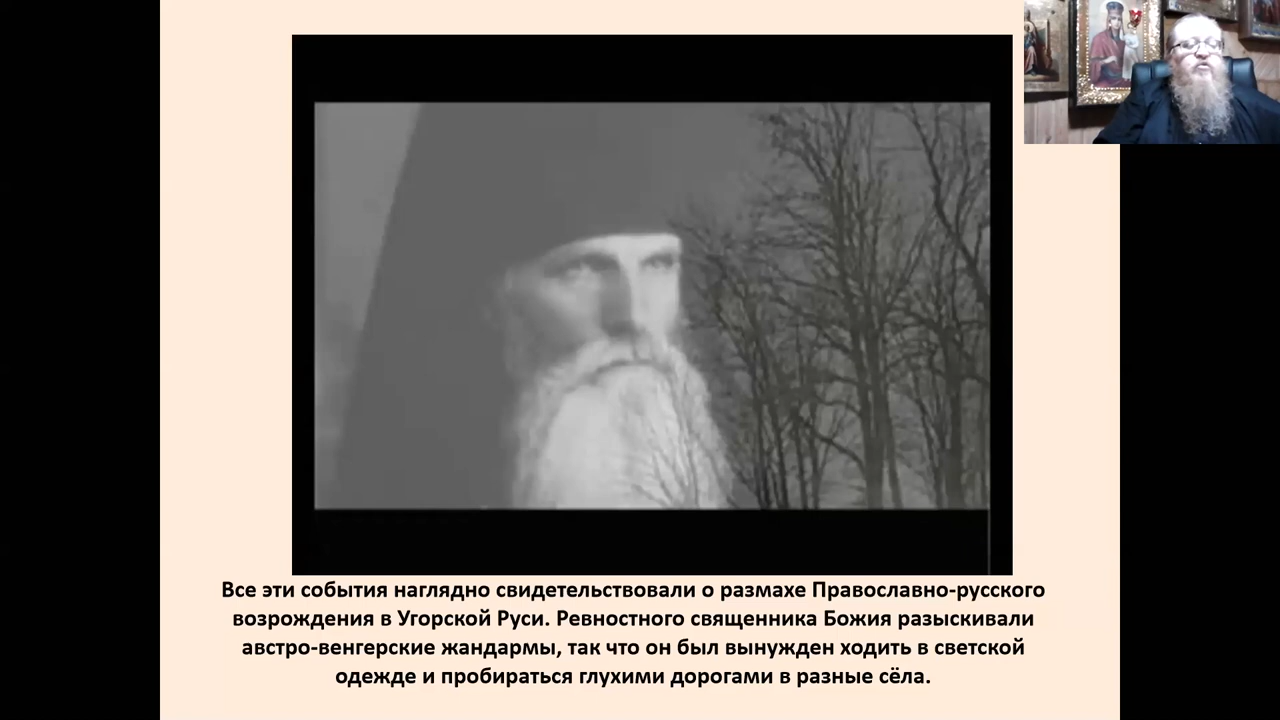 Все эти события наглядно свидетельствовали о размахе Православно-русского
возрождения в Угорской Руси. Ревностного священника Божия разыскивали
австро-венгерские жандармы, так что он был вынужден ходить в светской
одежде и пробираться глухими дорогами в разные сёла.